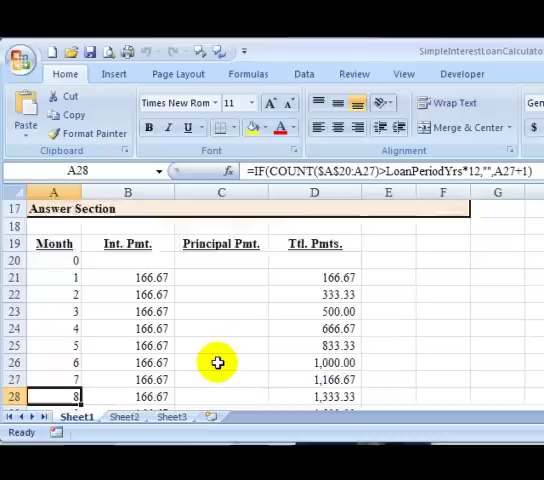 SimpleInterestLoanCalculato
Home Insert Page Layout Formulas Data Review View Developer
Paste
Cut
Copy
Format Painter
Clipboard
Times New Rom 11 A A
B I U A
Font
Wrap Text
Merge & Center
Alignment
Gen
$
A28 fx =IF(COUNT($A$20:A27)>LoanPeriodYrs*12,"",A27+1)
A B C D E F G
17 Answer Section
18
19 Month Int. Pmt. Principal Pmt. Ttl. Pmts.
20 0
21 1 166.67 166.67
22 2 166.67 333.33
23 3 166.67 500.00
24 4 166.67 666.67
25 5 166.67 833.33
26 6 166.67 1,000.00
27 7 166.67 1,166.67
28 8 166.67 1,333.33
Sheet1 Sheet2 Sheet3
Ready